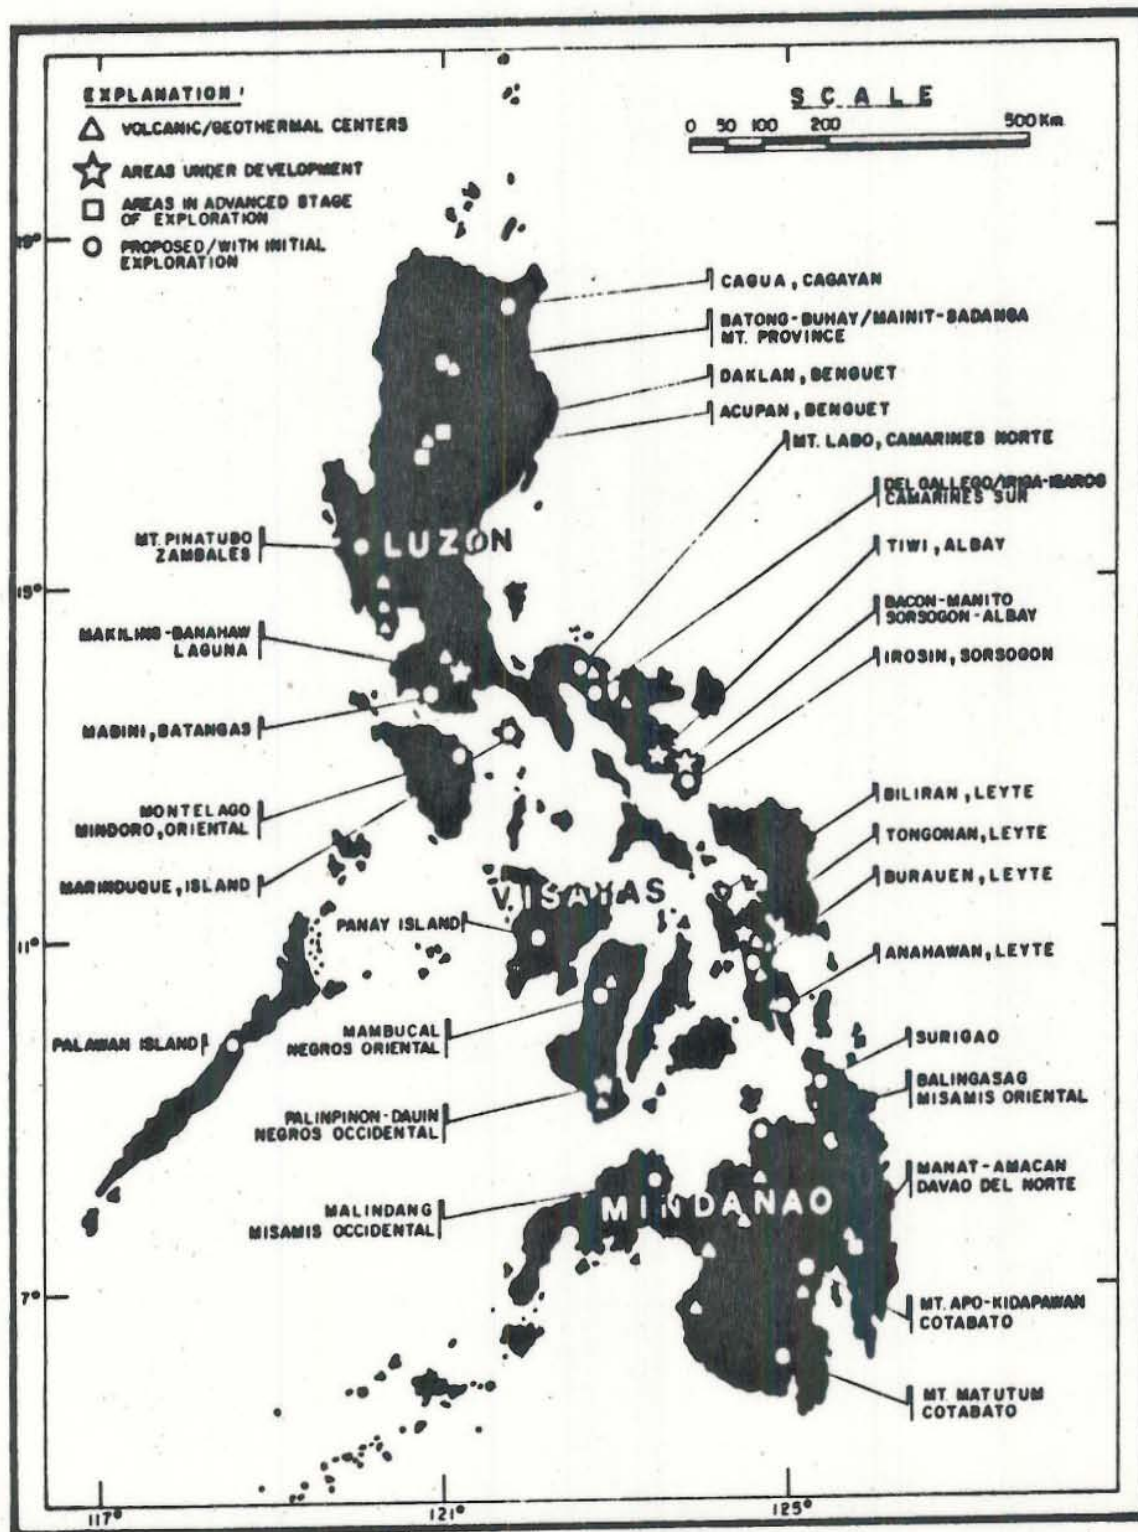 EXPLANATION:
VOLCANIC/GEOTHERMAL CENTERS
AREAS UNDER DEVELOPMENT
AREAS IN ADVANCED STAGE
OF EXPLORATION
PROPOSED/WITH INITIAL
EXPLORATION
SCALE
0 50 100 200 500 Km
19°
15°
11°
7°
117°
121°
125°
CAGUA, CAGAYAN
BATONG-BUHAY/MAINIT-SADANGA
MT. PROVINCE
DAKLAN, BENGUET
ACUPAN, BENGUET
MT. LABO, CAMARINES NORTE
DEL GALLEGO/IRIGA-ISAROG
CAMARINES SUR
TIWI, ALBAY
BACON-MANITO
SORSOGON-ALBAY
IROSIN, SORSOGON
MT. PINATUBO
ZAMBALES
LUZON
MAKILING-BANAHAW
LAGUNA
MABINI, BATANGAS
MONTELAGO
MINDORO, ORIENTAL
MARINDUQUE, ISLAND
BILIRAN, LEYTE
TONGONAN, LEYTE
BURAUEN, LEYTE
ANAHAWAN, LEYTE
VISAYAS
PANAY ISLAND
PALAWAN ISLAND
MAMBUCAL
NEGROS ORIENTAL
PALINPINON-DAUIN
NEGROS OCCIDENTAL
MALINDANG
MISAMIS OCCIDENTAL
SURIGAO
BALINGASAG
MISAMIS ORIENTAL
MANAT-AMACAN
DAVAO DEL NORTE
MINDANAO
MT. APO-KIDAPAWAN
COTABATO
MT. MATUTUM
COTABATO